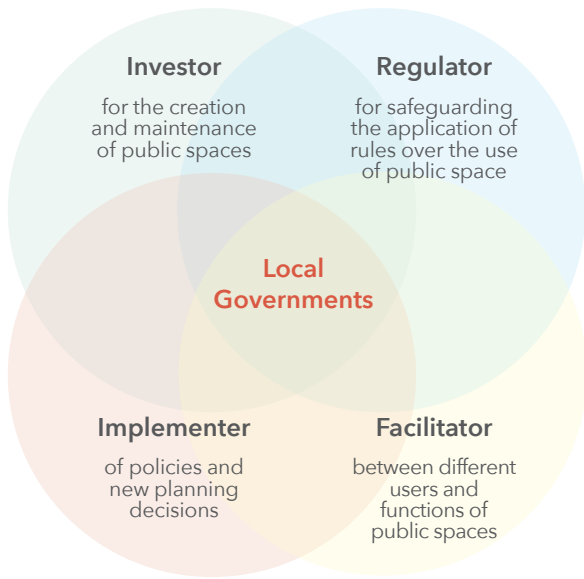 Investor
for the creation
and maintenance
of public spaces
Regulator
for safeguarding
the application of
rules over the use
of public space
Local
Governments
Implementer
of policies and
new planning
decisions
Facilitator
between different
users and
functions of
public spaces